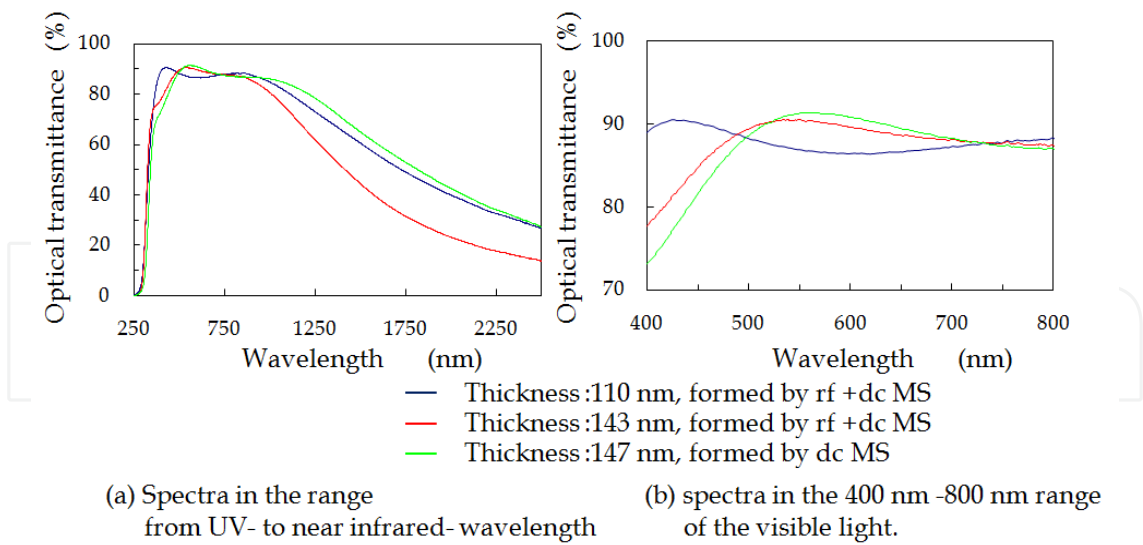 Optical transmittance (%)
100
80
60
40
20
0
250 750 1250 1750 2250
Wavelength (nm)
Optical transmittance (%)
100
90
80
70
400 500 600 700 800
Wavelength (nm)
Thickness :110 nm, formed by rf +dc MS
Thickness :143 nm, formed by rf +dc MS
Thickness :147 nm, formed by dc MS
(a) Spectra in the range
from UV- to near infrared- wavelength
(b) spectra in the 400 nm -800 nm range
of the visible light.